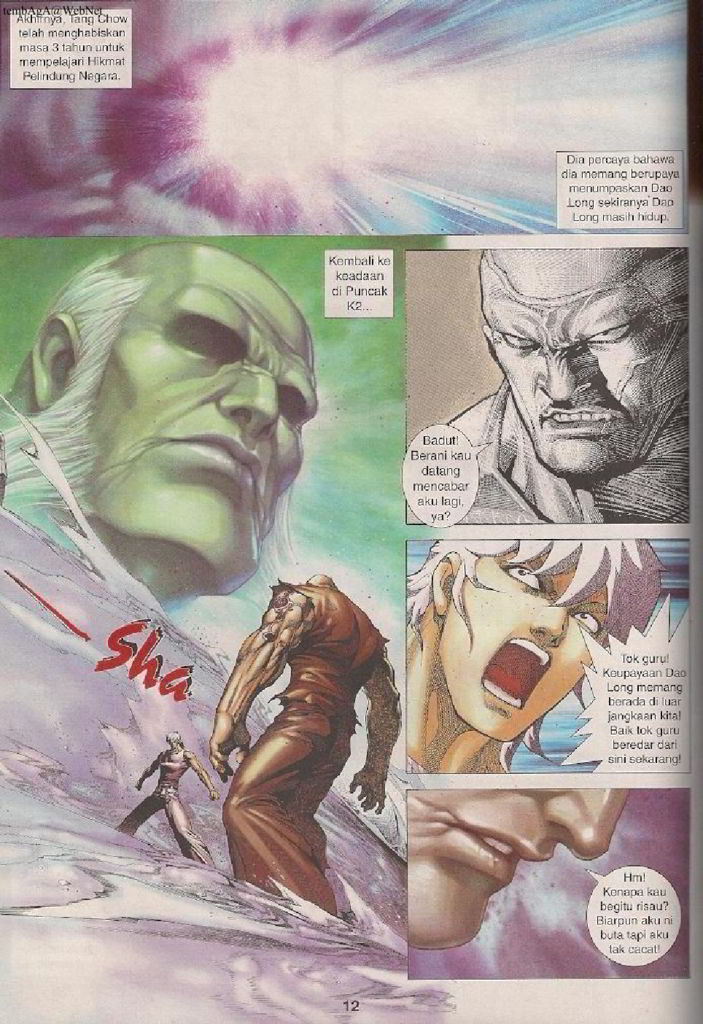 tembAgA@WebNet
Akhirnya, Tang Chow
telah menghabiskan
masa 3 tahun untuk
mempelajari Hikmat
Pelindung Negara.
Dia percaya bahawa
dia memang berupaya
menumpaskan Dao
Long sekiranya Dao
Long masih hidup.
Kembali ke
keadaan
di Puncak
K2...
Badut!
Berani kau
datang
mencabar
aku lagi,
ya?
Sha
Tok guru!
Keupayaan Dao
Long memang
berada di luar
jangkaan kita!
Baik tok guru
beredar dari
sini sekarang!
Hm!
Kenapa kau
begitu risau?
Biarpun aku ni
buta tapi aku
tak cacat!
12